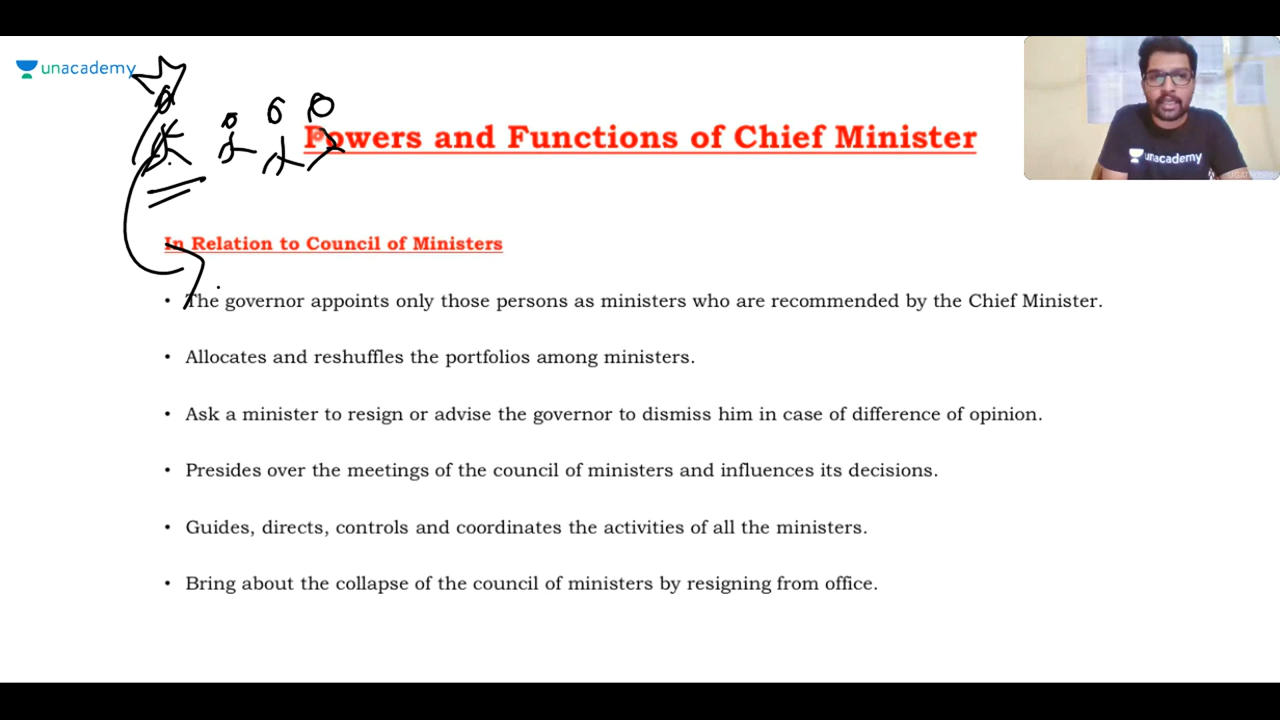 unacademy
Powers and Functions of Chief Minister
unacademy
In Relation to Council of Ministers
• The governor appoints only those persons as ministers who are recommended by the Chief Minister.
• Allocates and reshuffles the portfolios among ministers.
• Ask a minister to resign or advise the governor to dismiss him in case of difference of opinion.
• Presides over the meetings of the council of ministers and influences its decisions.
• Guides, directs, controls and coordinates the activities of all the ministers.
• Bring about the collapse of the council of ministers by resigning from office.